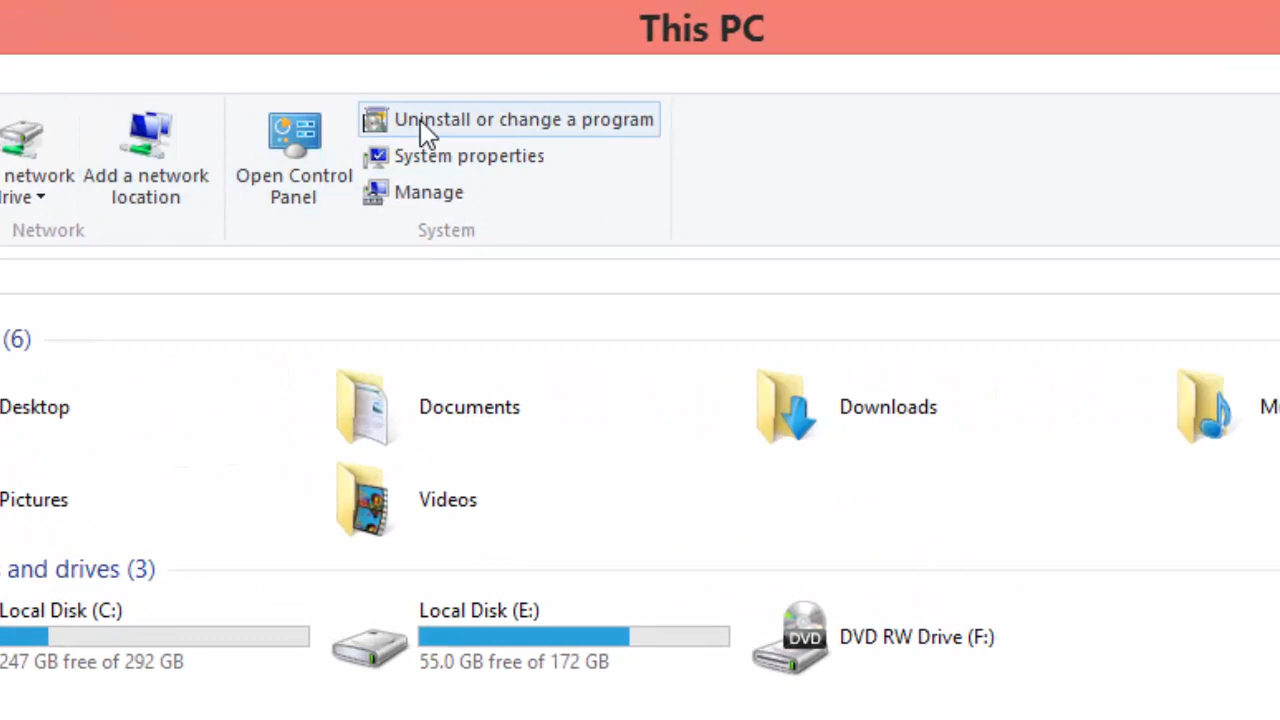 This PC
Uninstall or change a program
System properties
Manage
network
Add a network
location
Open Control
Panel
Network
System
(6)
Desktop
Documents
Downloads
Pictures
Videos
and drives (3)
Local Disk (C:)
247 GB free of 292 GB
Local Disk (E:)
55.0 GB free of 172 GB
DVD
DVD RW Drive (F:)